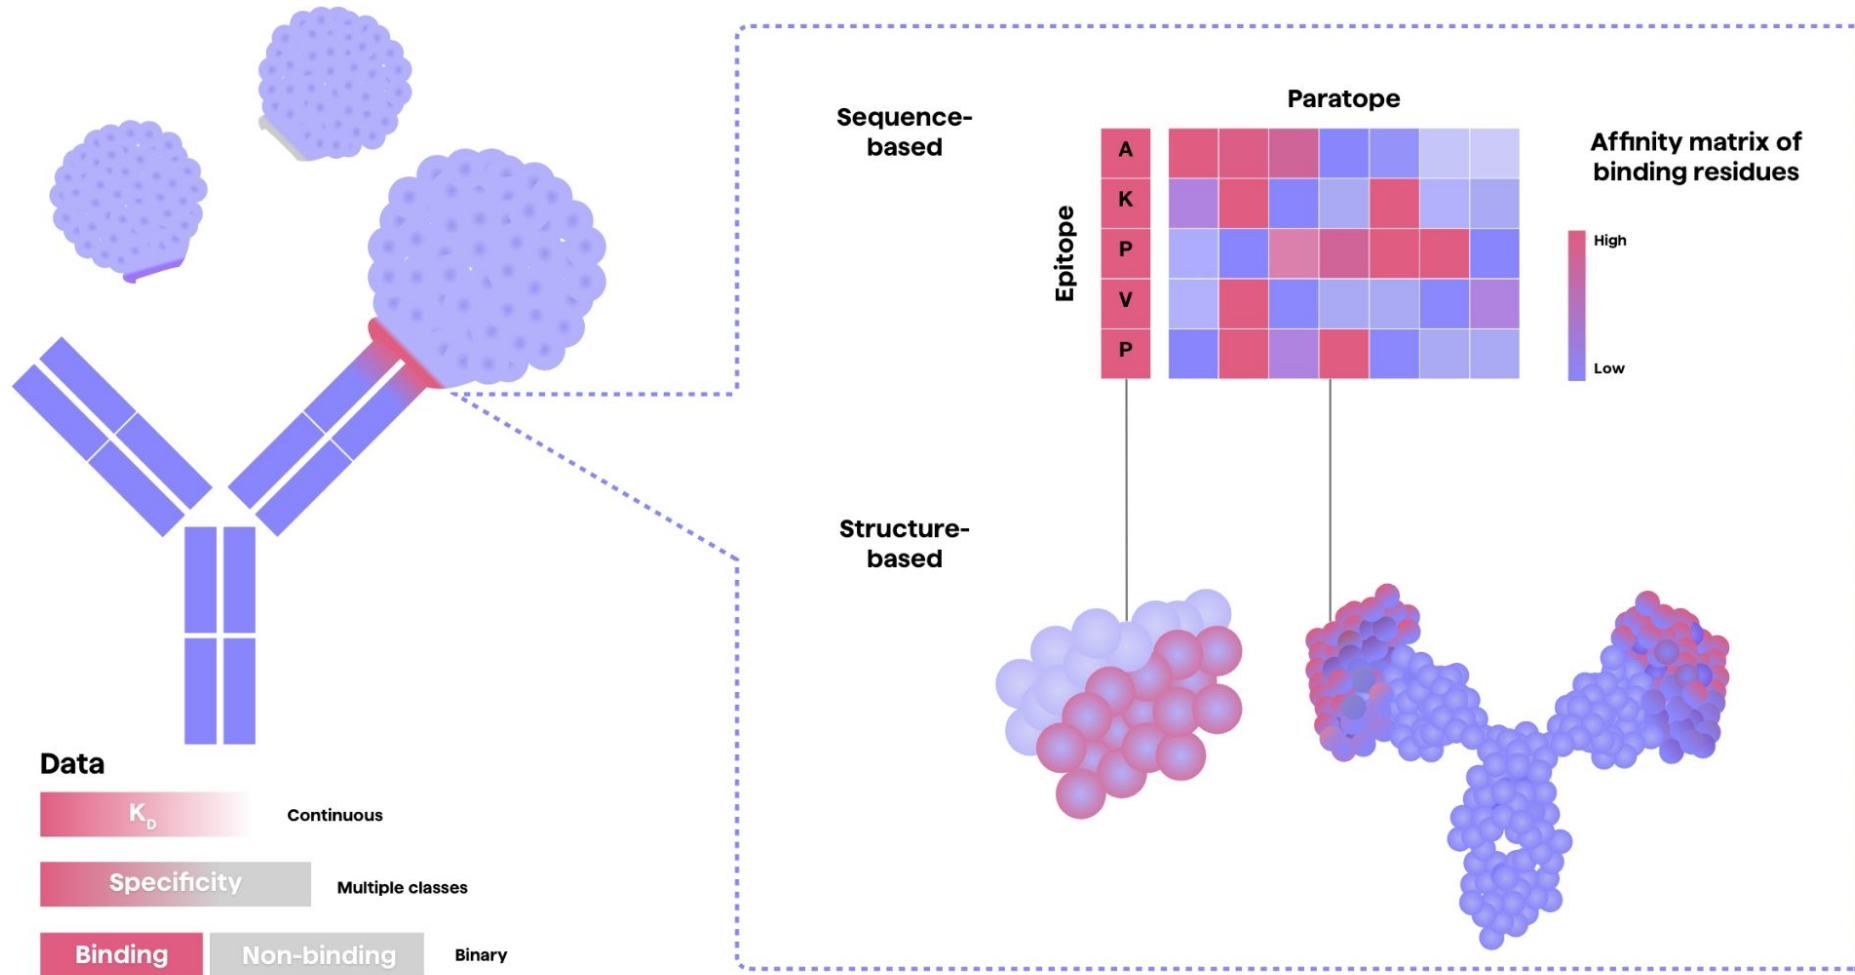 Sequence-
based
Paratope
Affinity matrix of
binding residues
Epitope
A
K
P
V
P
High
Low
Structure-
based
Data
KD
Continuous
Specificity
Multiple classes
Binding
Non-binding
Binary